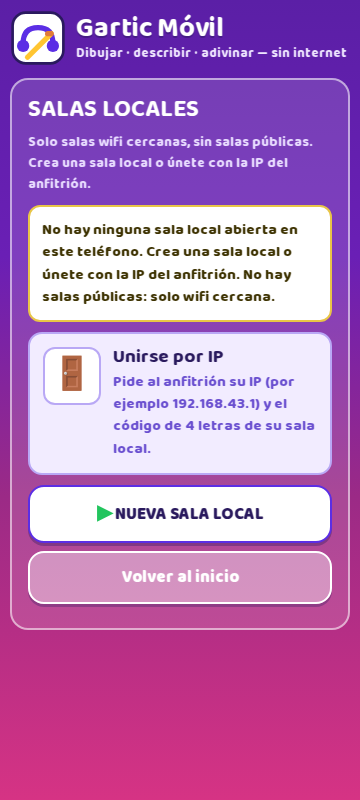 Gartic Móvil
Dibujar · describir · adivinar — sin internet
SALAS LOCALES
Solo salas wifi cercanas, sin salas públicas.
Crea una sala local o únete con la IP del
anfitrión.
No hay ninguna sala local abierta en
este teléfono. Crea una sala local o
únete con la IP del anfitrión. No hay
salas públicas: solo wifi cercana.
Unirse por IP
Pide al anfitrión su IP (por
ejemplo 192.168.43.1) y el
código de 4 letras de su sala
local.
NUEVA SALA LOCAL
Volver al inicio